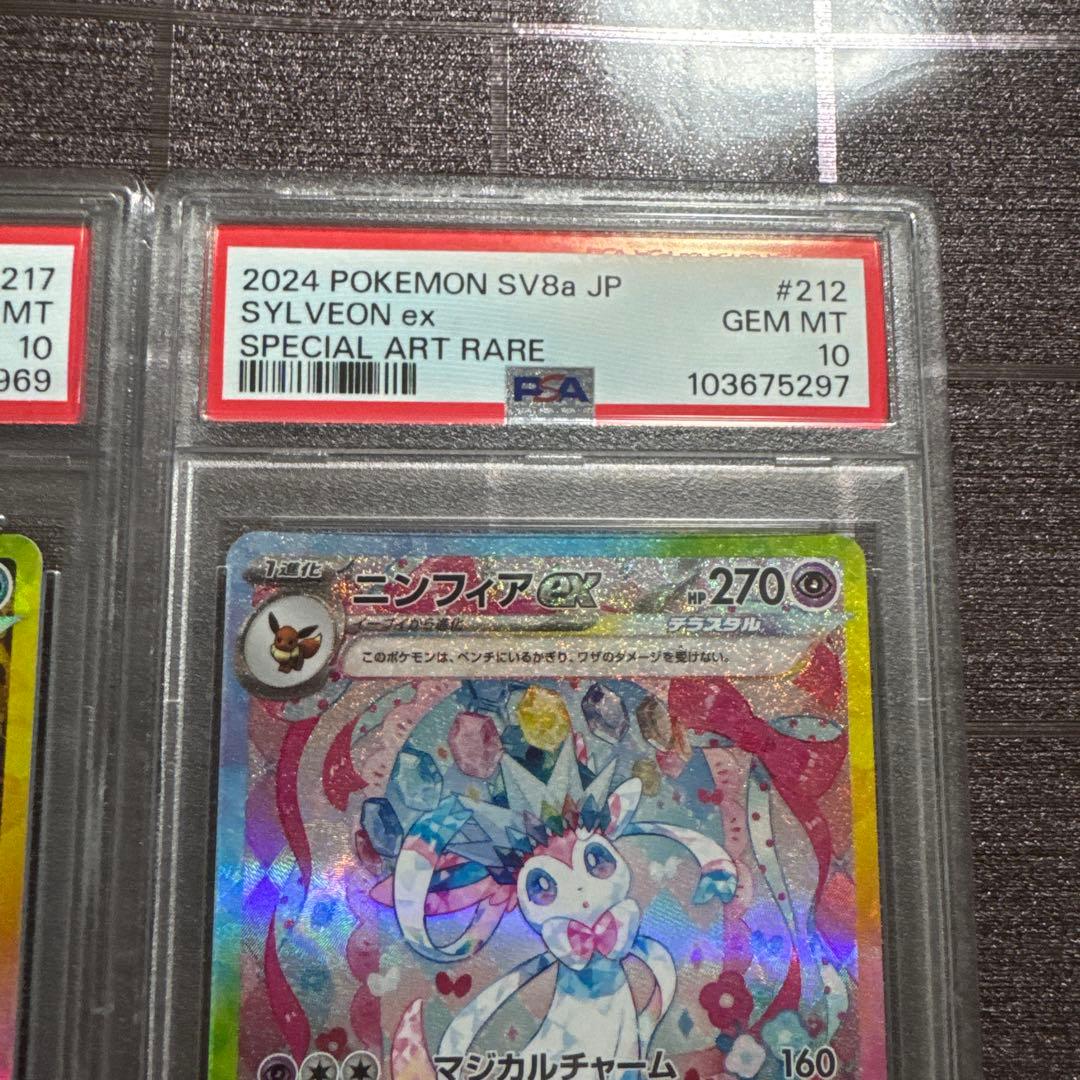 217
MT
10
969
2024 POKEMON SV8a JP #212
SYLVEON ex GEM MT
SPECIAL ART RARE 10
PSA 103675297
1進化 ニンフィアex HP 270
イーブイから進化 テラスタル
このポケモンは、ベンチにいるかぎり、ワザのダメージを受けない。
マジカルチャーム 160